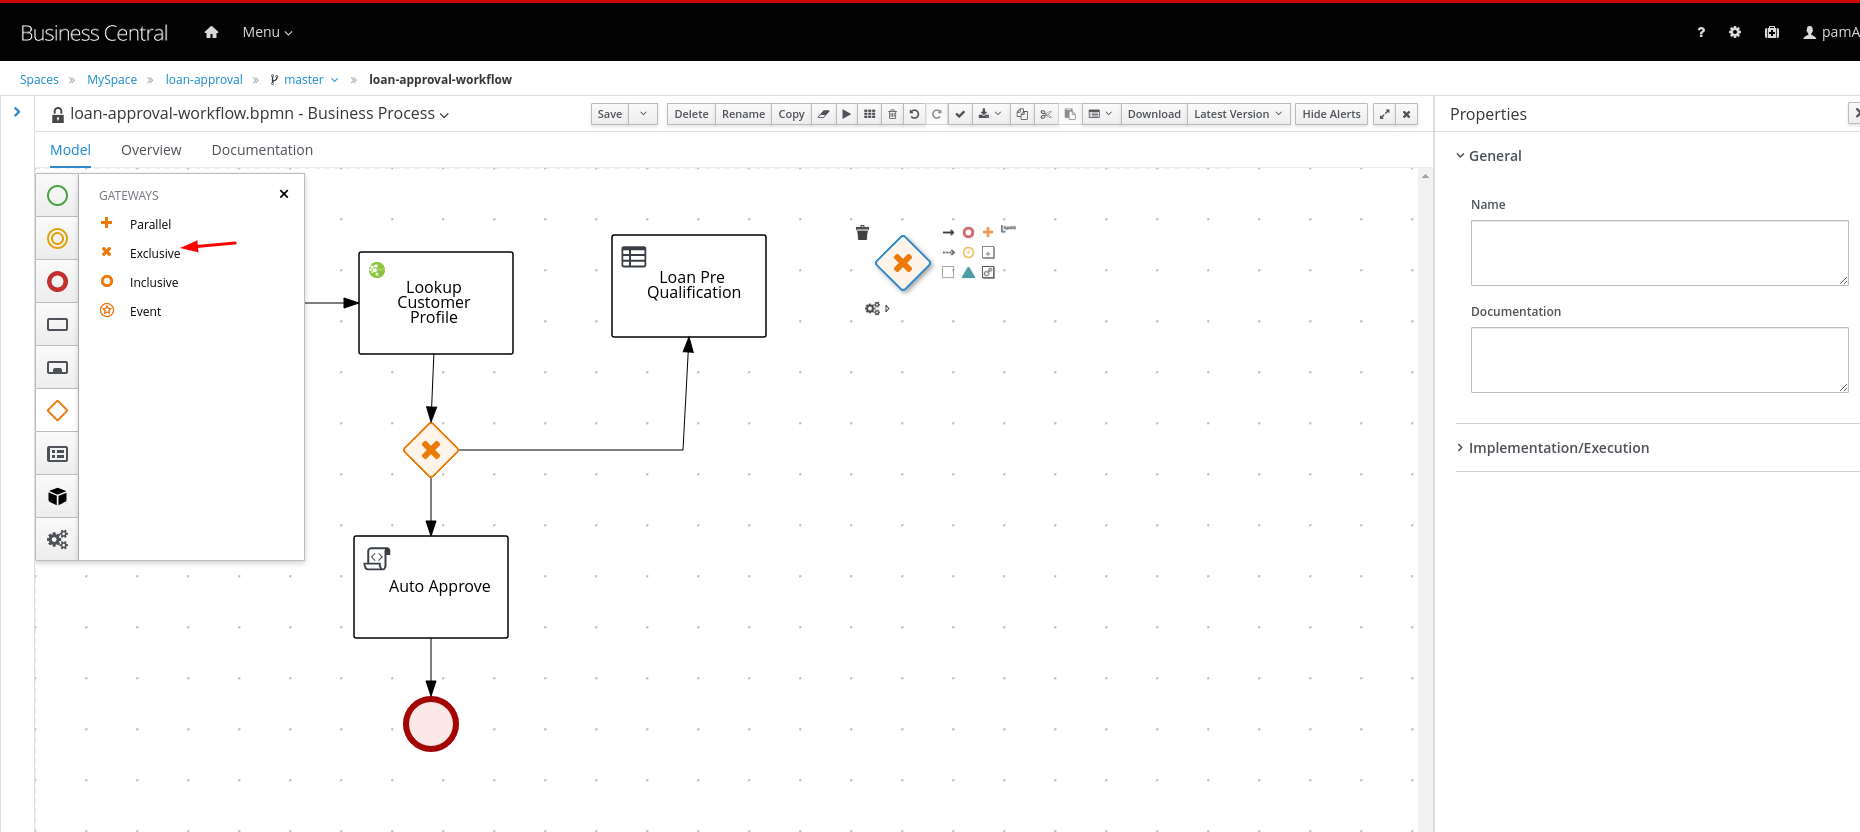 Business Central
Menu
?
pamA
Spaces » MySpace » loan-approval » master » loan-approval-workflow
loan-approval-workflow.bpmn - Business Process
Save
Delete
Rename
Copy
Download
Latest Version
Hide Alerts
Properties
Model
Overview
Documentation
General
GATEWAYS
Parallel
Exclusive
Inclusive
Event
Lookup
Customer
Profile
Loan Pre
Qualification
Auto Approve
Name
Documentation
Implementation/Execution